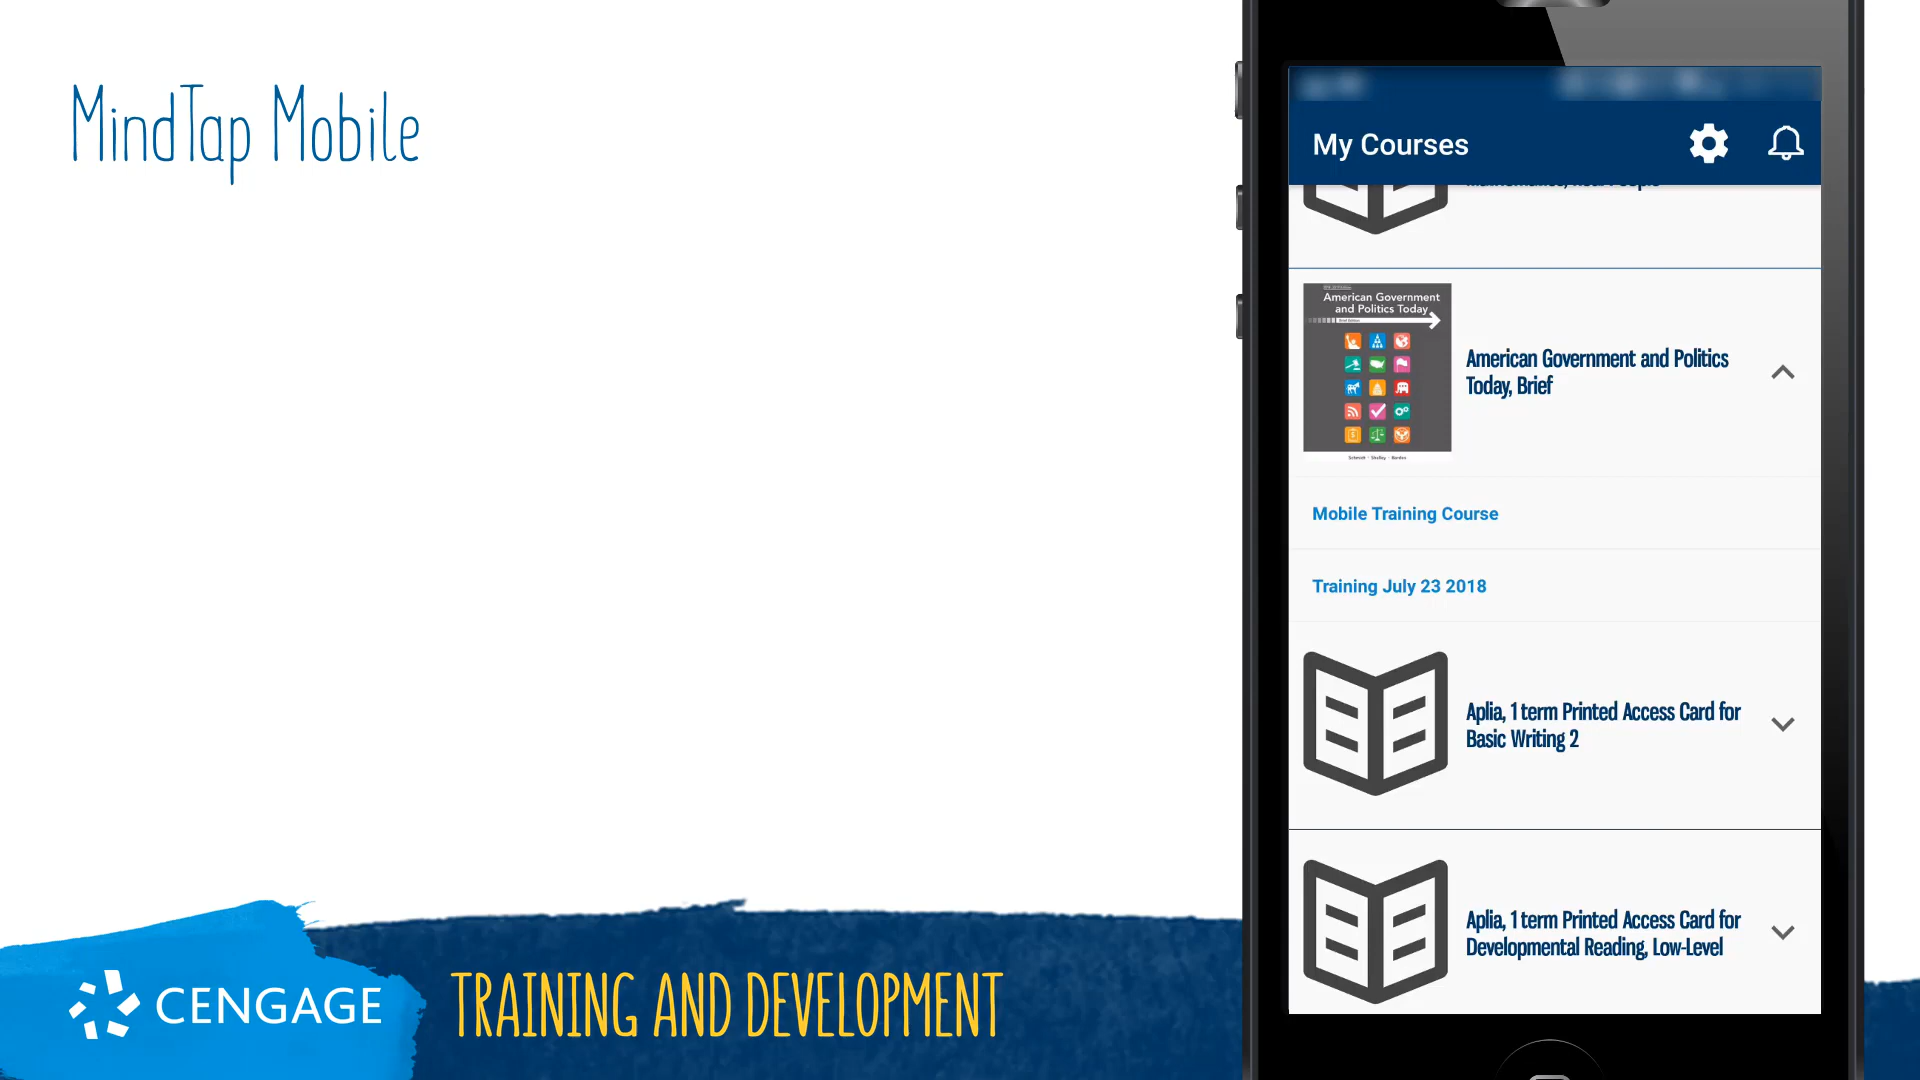 MindTap Mobile
My Courses
American Government
and Politics Today
American Government and Politics
Today, Brief
Mobile Training Course
Training July 23 2018
Aplia, 1 term Printed Access Card for
Basic Writing 2
Aplia, 1 term Printed Access Card for
Developmental Reading, Low-Level
CENGAGE
TRAINING AND DEVELOPMENT